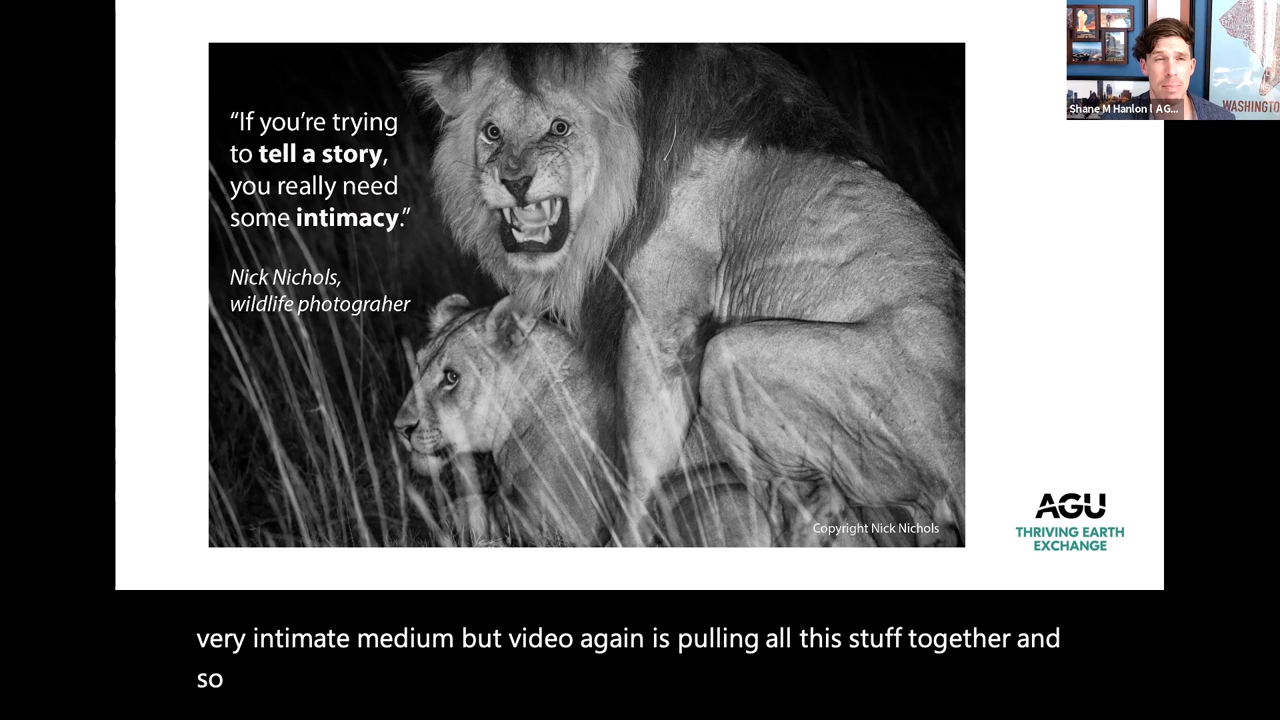 “If you’re trying
to tell a story,
you really need
some intimacy.”
Nick Nichols,
wildlife photograher
Copyright Nick Nichols
Shane M Hanlon l AG...
WASHINGTO
AGU
THRIVING EARTH
EXCHANGE
very intimate medium but video again is pulling all this stuff together and
so